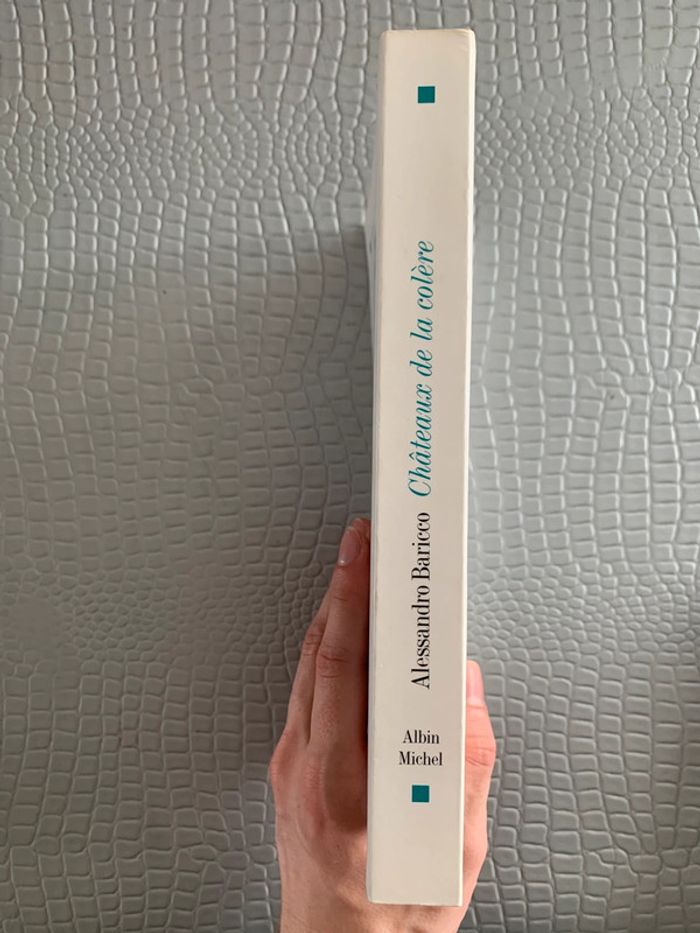 Alessandro Baricco Châteaux de la colère
Albin
Michel